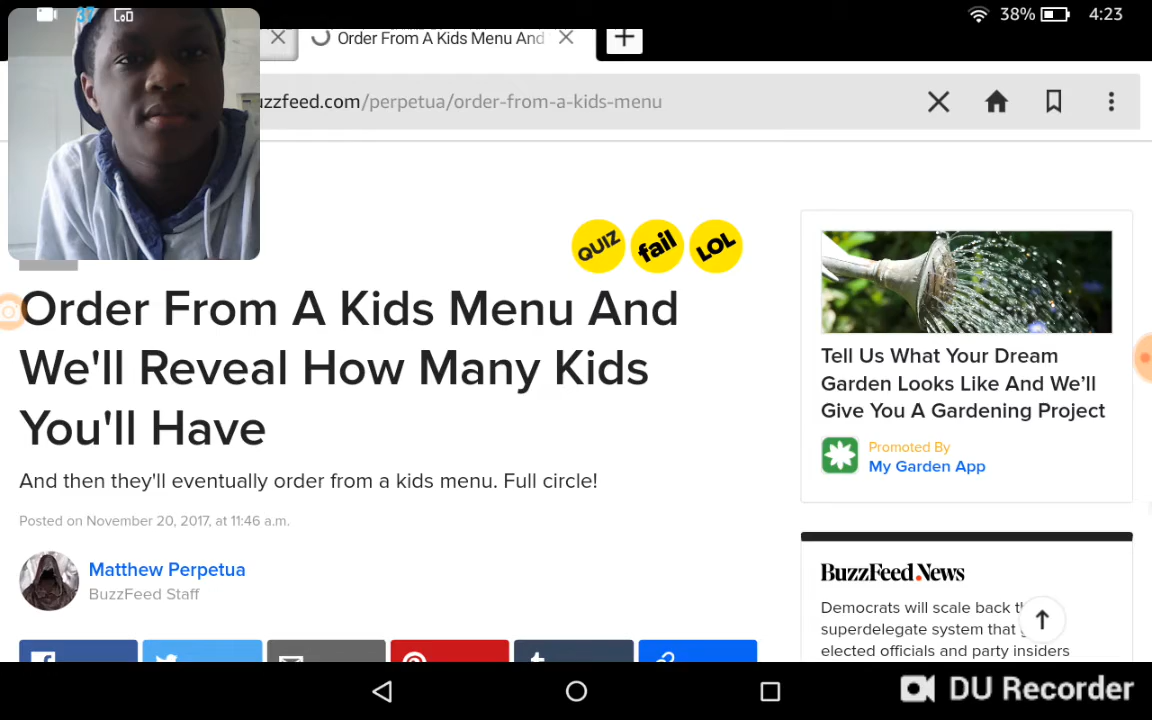 37
38%
4:23
Order From A Kids Menu And
uzzfeed.com/perpetua/order-from-a-kids-menu
QUIZ
fail
LOL
Order From A Kids Menu And
We'll Reveal How Many Kids
You'll Have
And then they'll eventually order from a kids menu. Full circle!
Posted on November 20, 2017, at 11:46 a.m.
Matthew Perpetua
BuzzFeed Staff
Tell Us What Your Dream
Garden Looks Like And We'll
Give You A Gardening Project
Promoted By
My Garden App
BuzzFeed.News
Democrats will scale back
superdelegate system that
elected officials and party insiders
DU Recorder